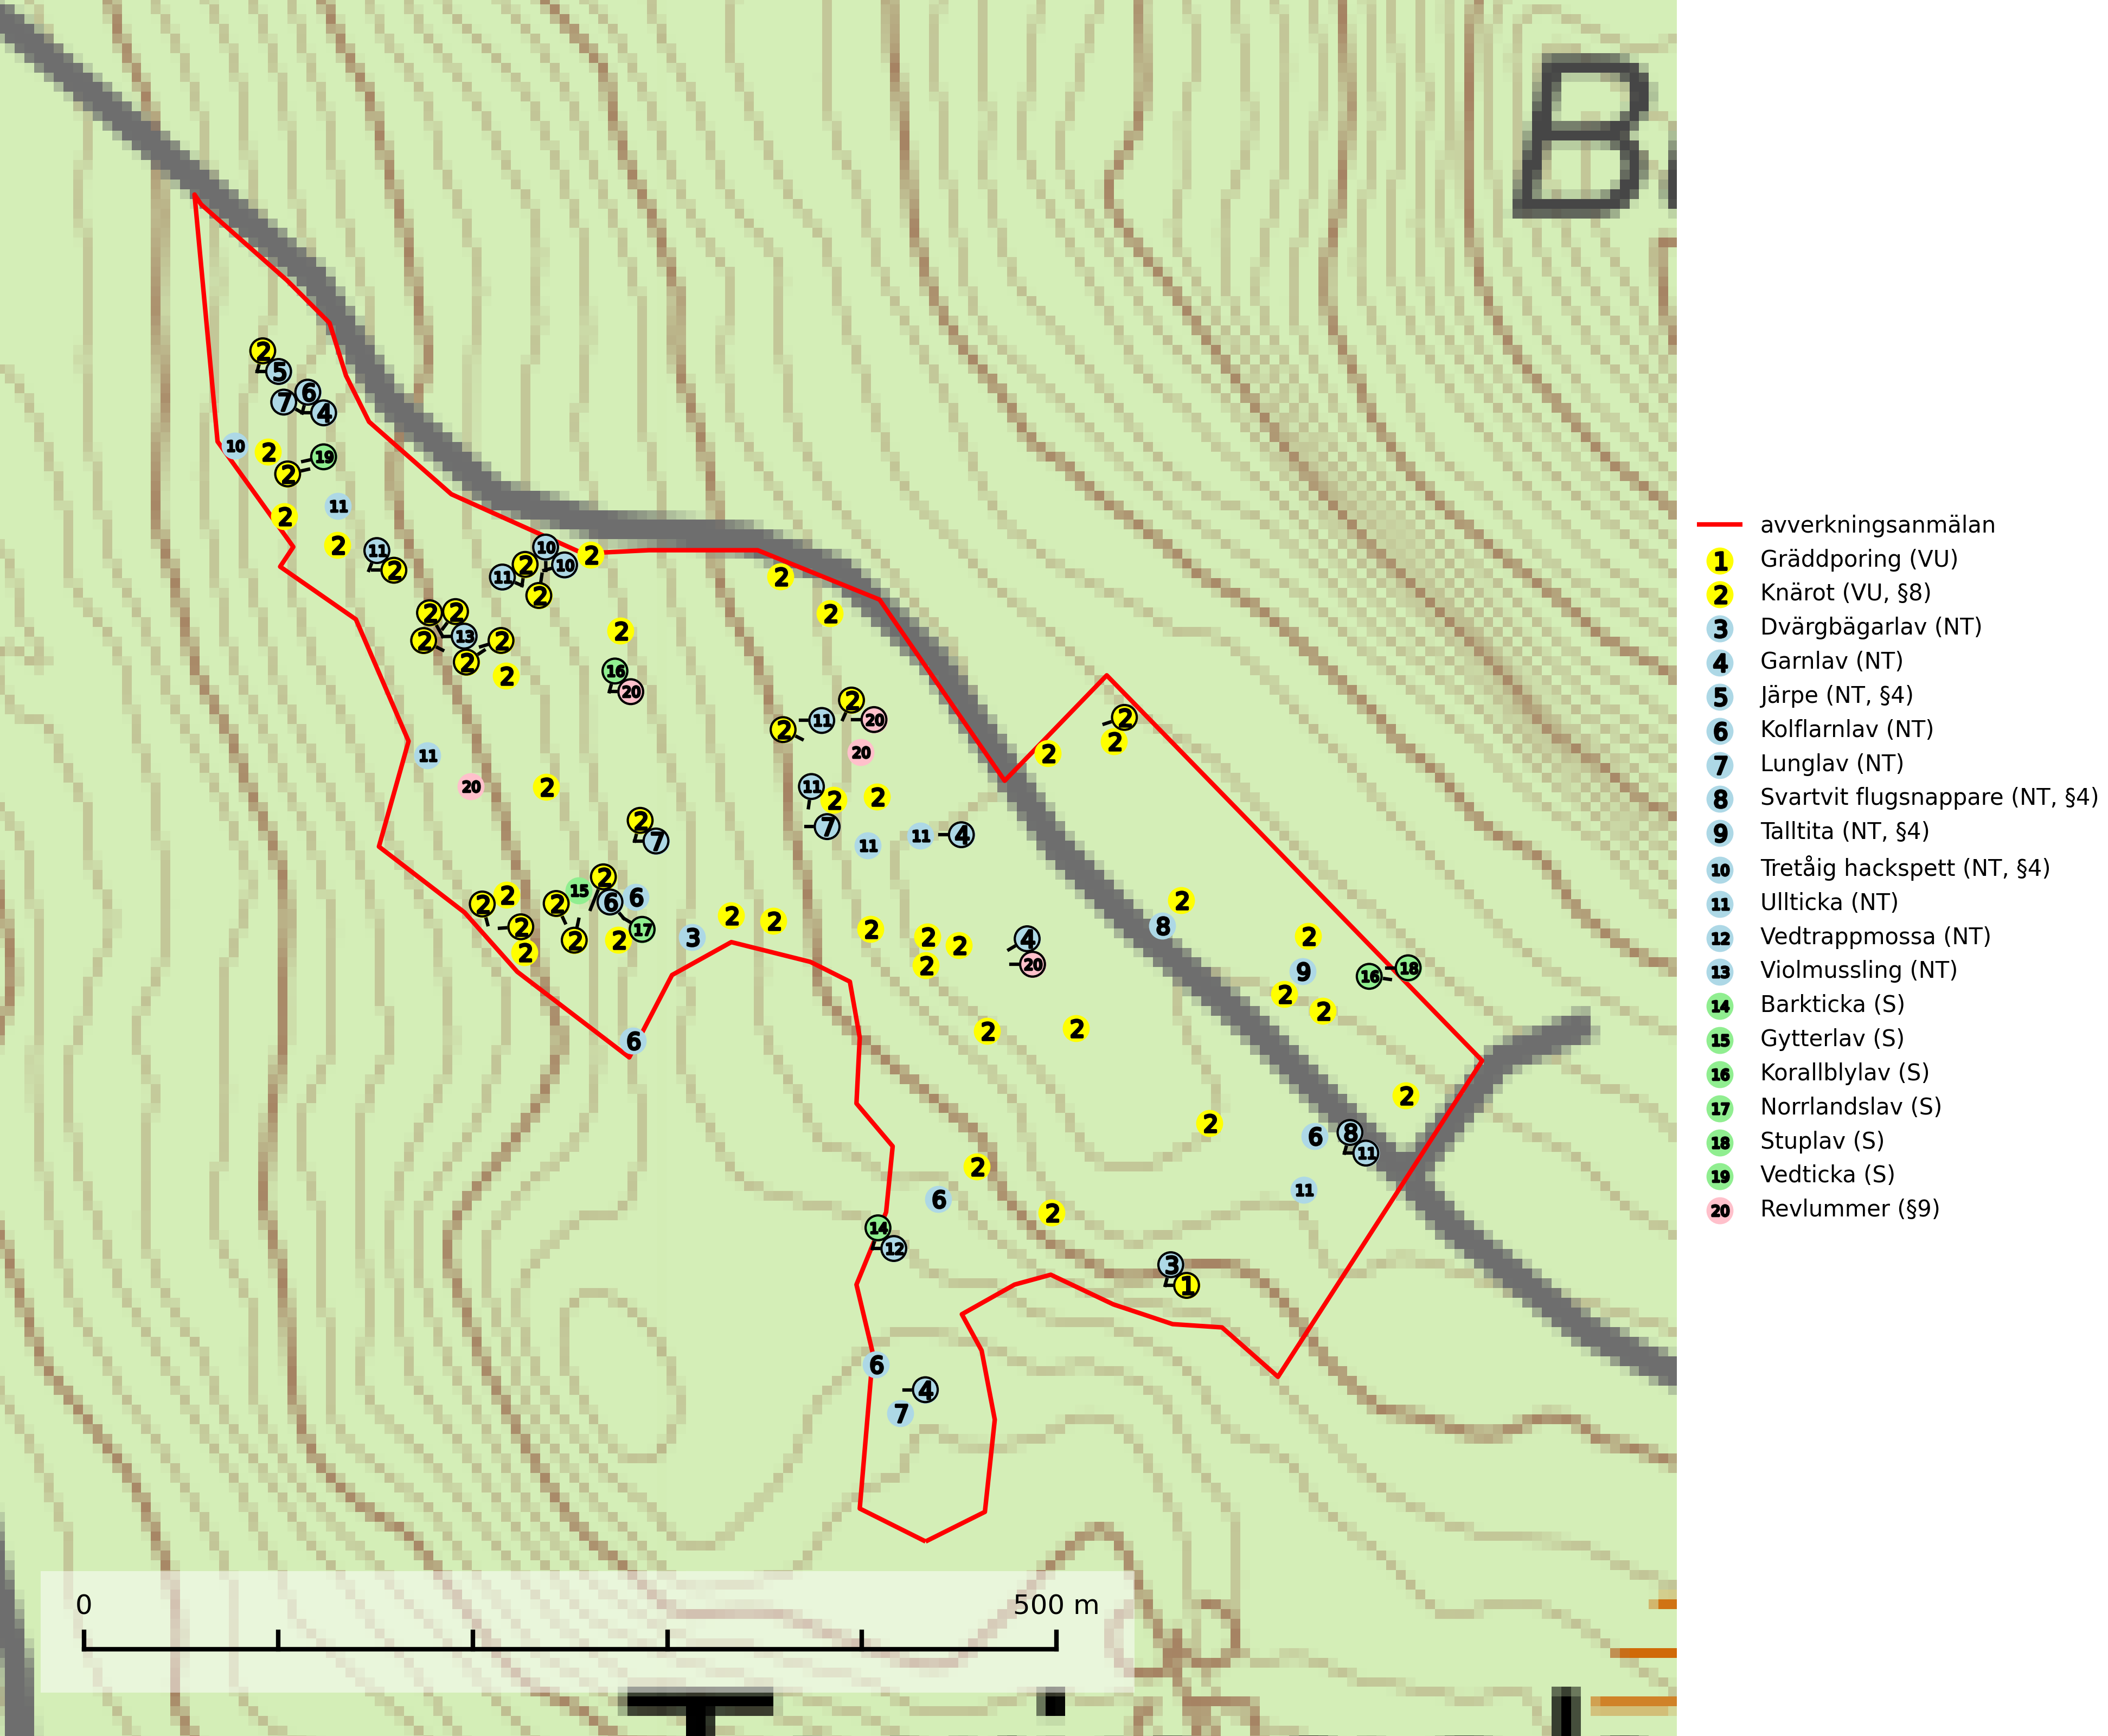 B
avverkningsanmälan
1 Gräddporing (VU)
2 Knärot (VU, §8)
3 Dvärgbägarlav (NT)
4 Garnlav (NT)
5 Järpe (NT, §4)
6 Kolflarnlav (NT)
7 Lunglav (NT)
8 Svartvit flugsnappare (NT, §4)
9 Talltita (NT, §4)
10 Tretåig hackspett (NT, §4)
11 Ullticka (NT)
12 Vedtrappmossa (NT)
13 Violmussling (NT)
14 Barkticka (S)
15 Gytterlav (S)
16 Korallblylav (S)
17 Norrlandslav (S)
18 Stuplav (S)
19 Vedticka (S)
20 Revlummer (§9)
0 500 m